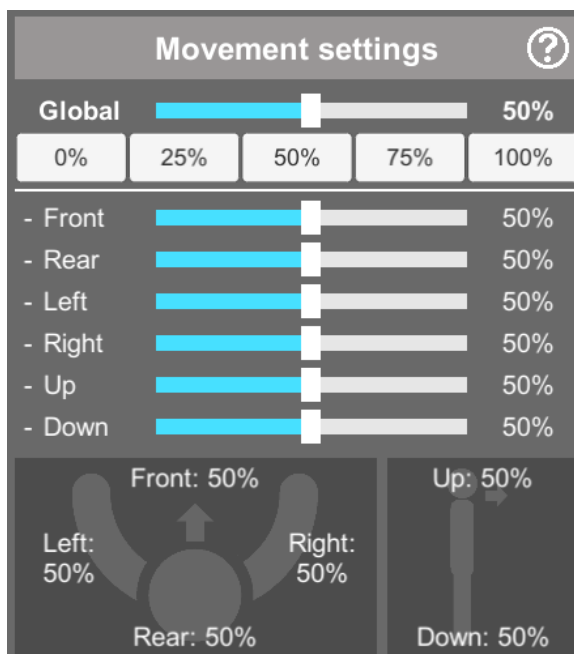 Movement settings ?
Global 50%
0% 25% 50% 75% 100%
- Front 50%
- Rear 50%
- Left 50%
- Right 50%
- Up 50%
- Down 50%
Front: 50%
Left:
50%
Right:
50%
Rear: 50%
Up: 50%
Down: 50%